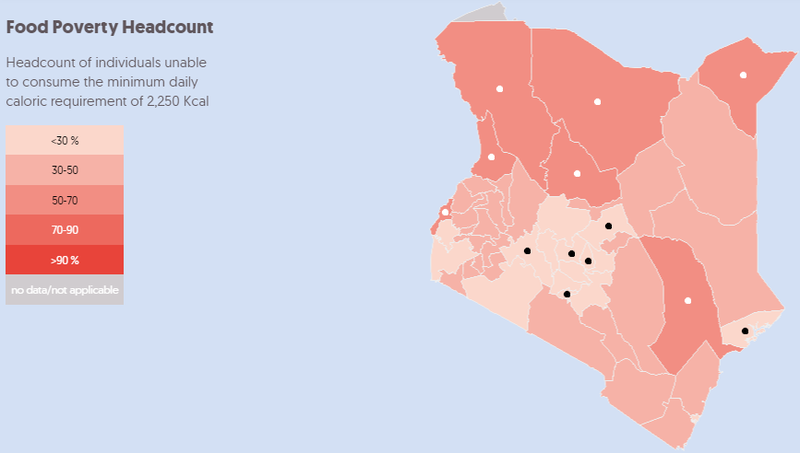 Food Poverty Headcount
Headcount of individuals unable
to consume the minimum daily
caloric requirement of 2,250 Kcal
<30 %
30-50
50-70
70-90
>90 %
no data/not applicable